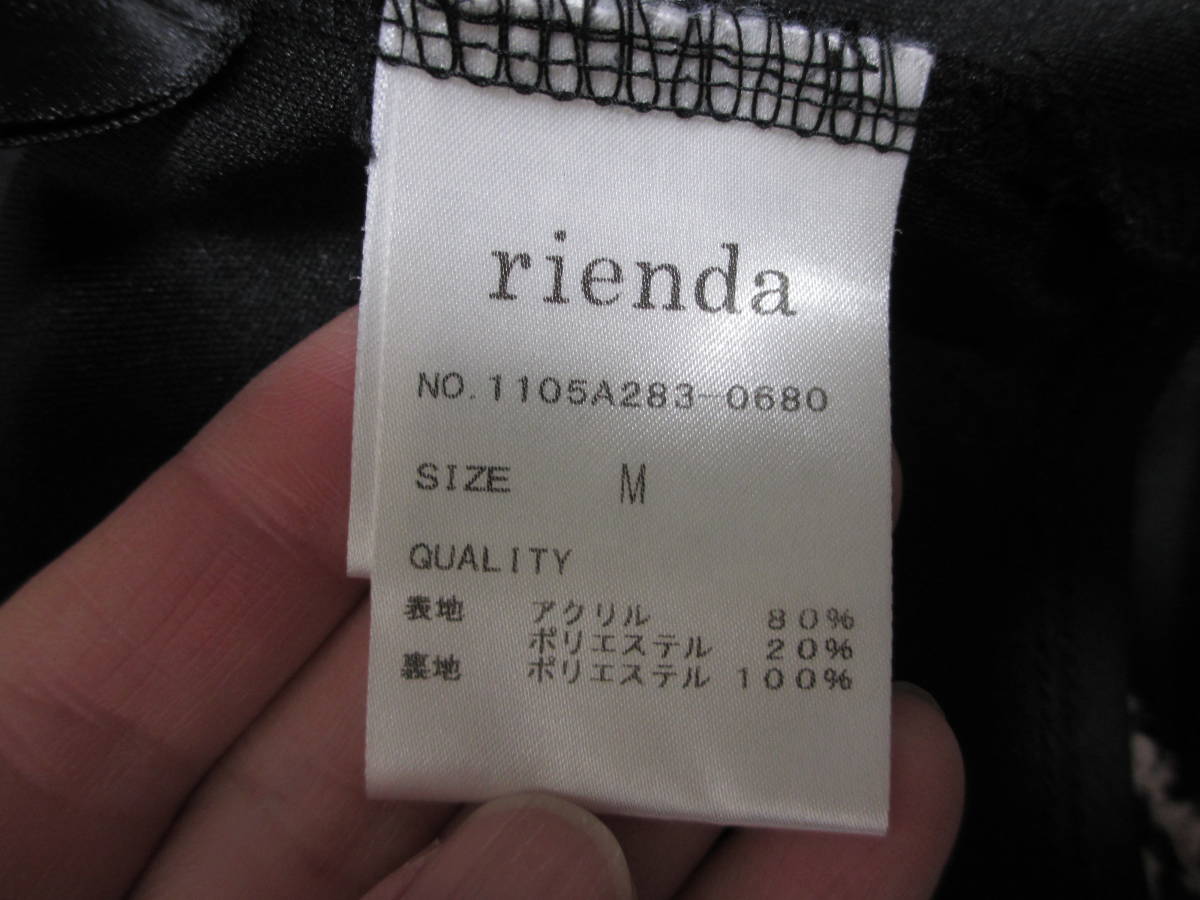 rienda
NO.1105A283-0680
SIZE M
QUALITY
表地 アクリル 80%
ポリエステル 20%
裏地 ポリエステル 100%